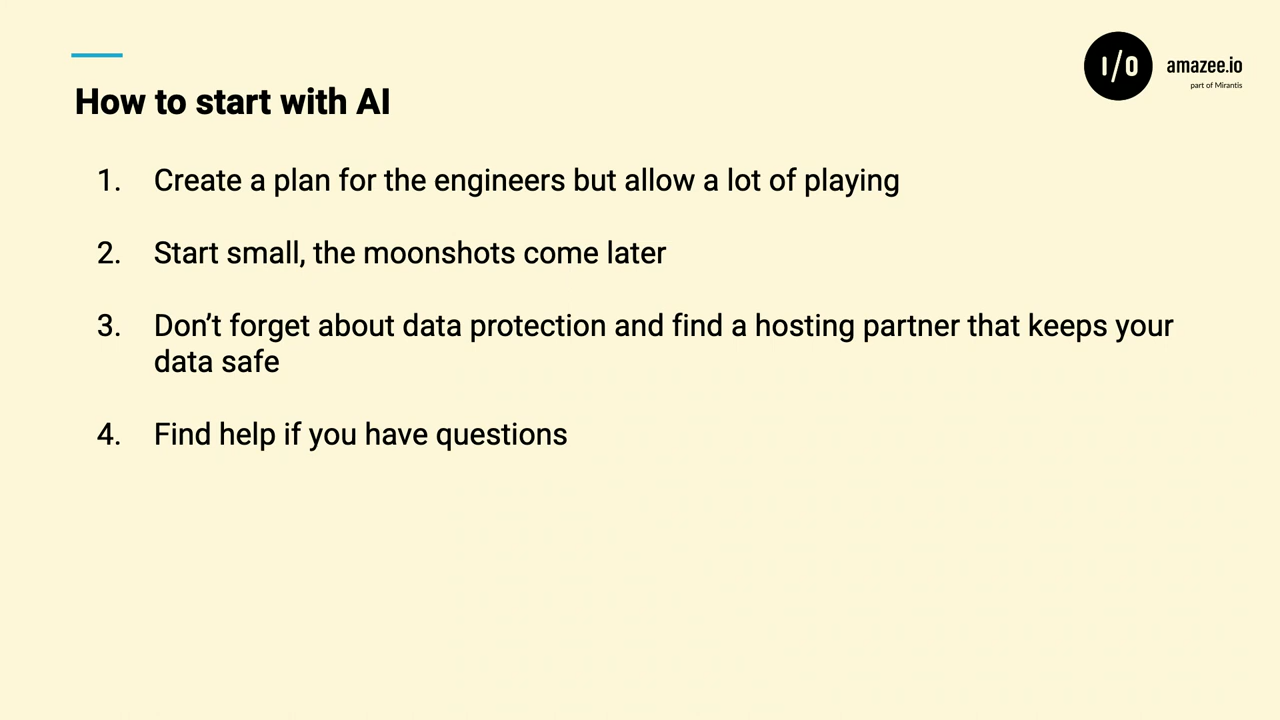 I/O
amazee.io
part of Mirantis
How to start with AI
1. Create a plan for the engineers but allow a lot of playing
2. Start small, the moonshots come later
3. Don’t forget about data protection and find a hosting partner that keeps your
data safe
4. Find help if you have questions